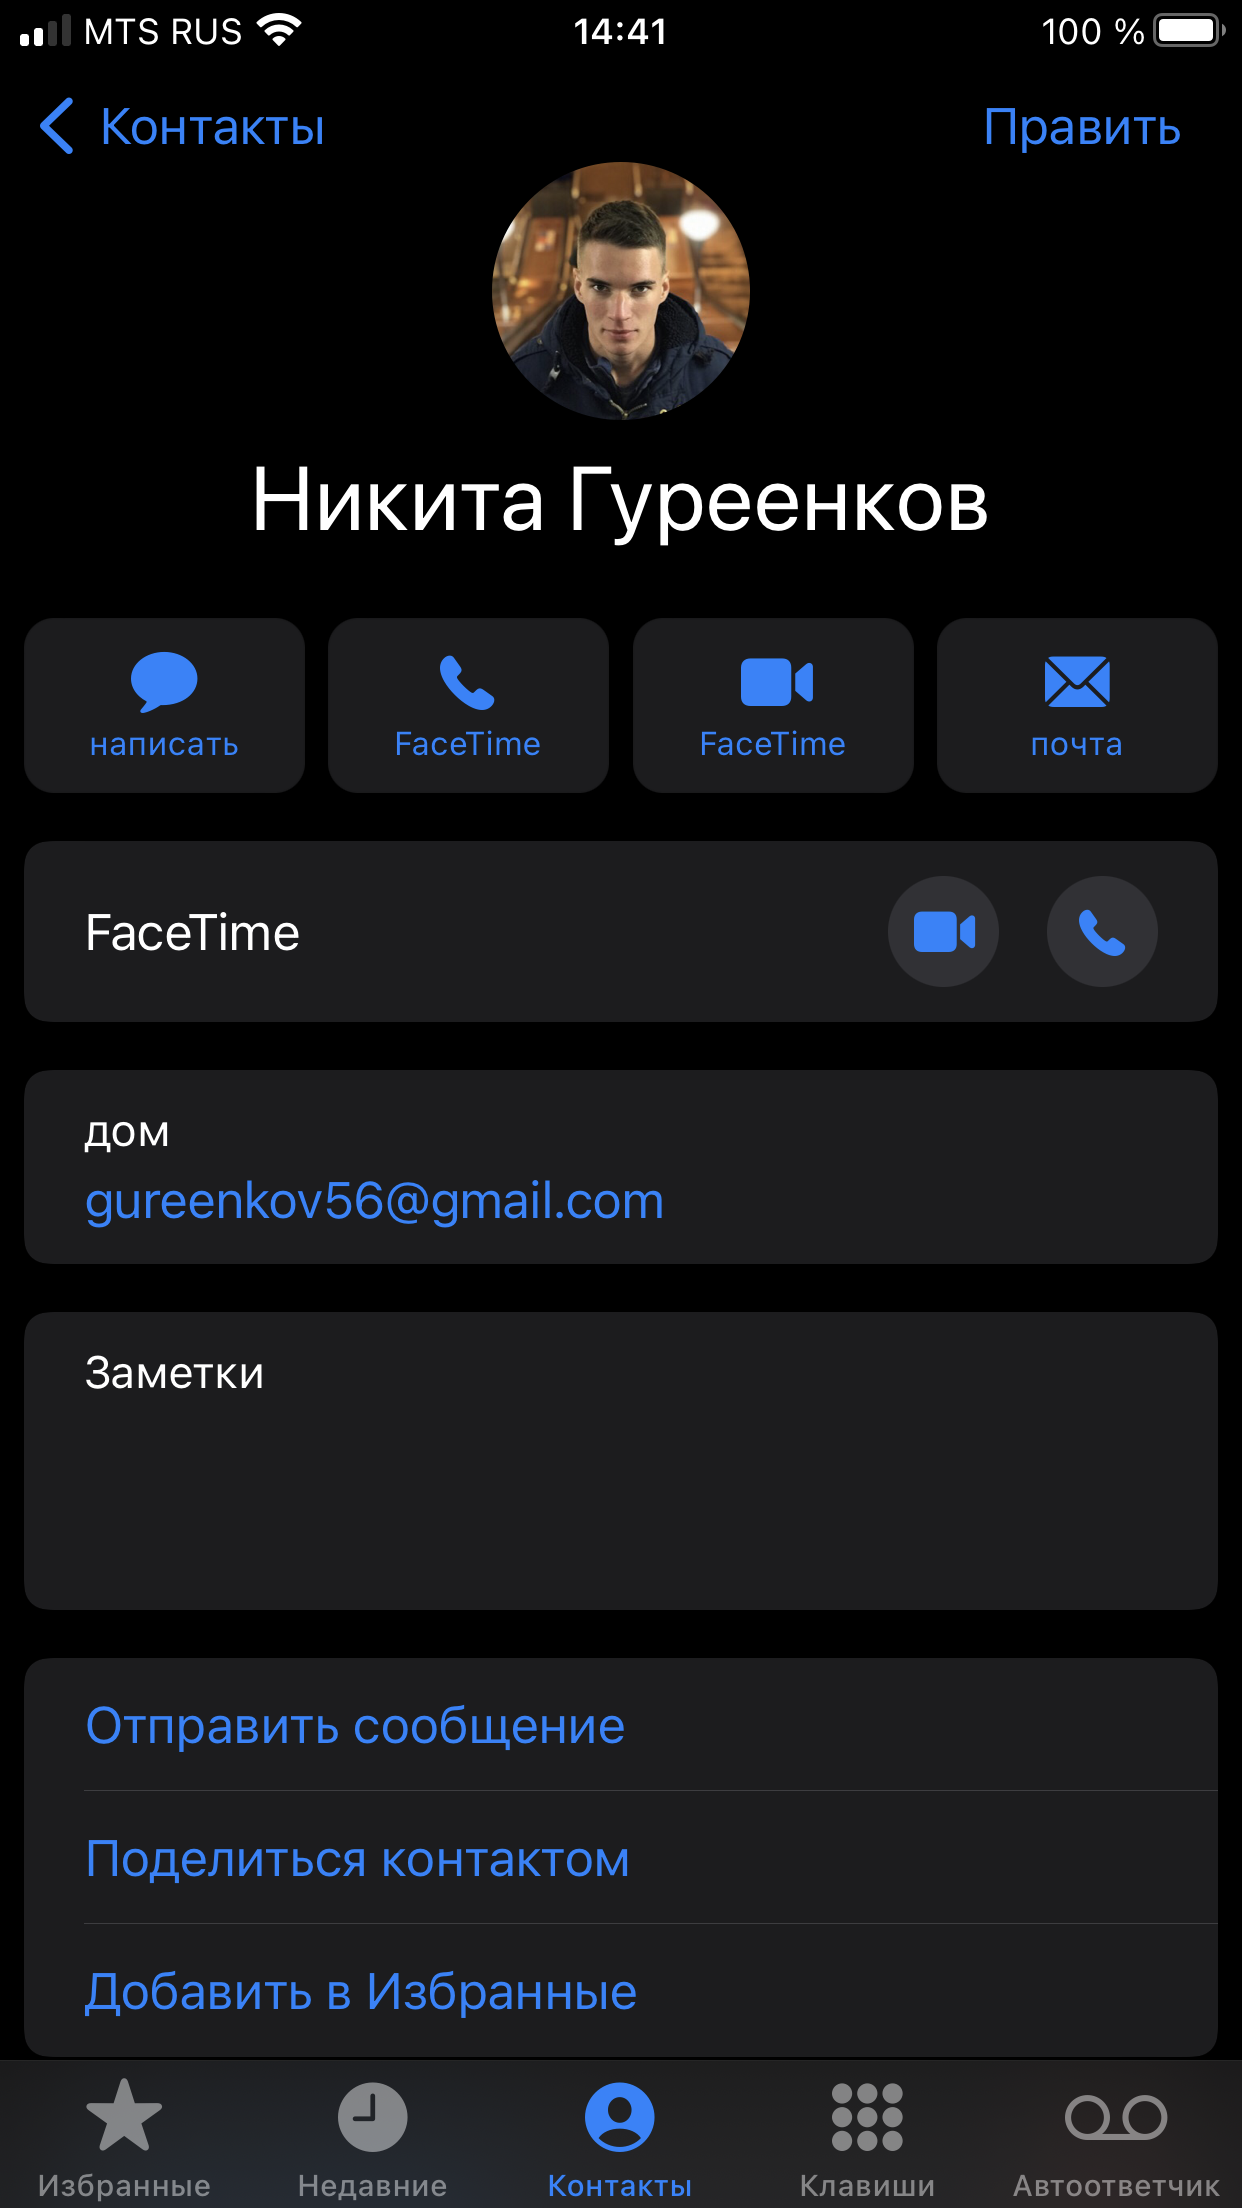 MTS RUS 14:41 100 %
Контакты Править
Никита Гуреенков
написать FaceTime FaceTime почта
FaceTime
дом
gureenkov56@gmail.com
Заметки
Отправить сообщение
Поделиться контактом
Добавить в Избранные
Избранные Недавние Контакты Клавиши Автоответчик